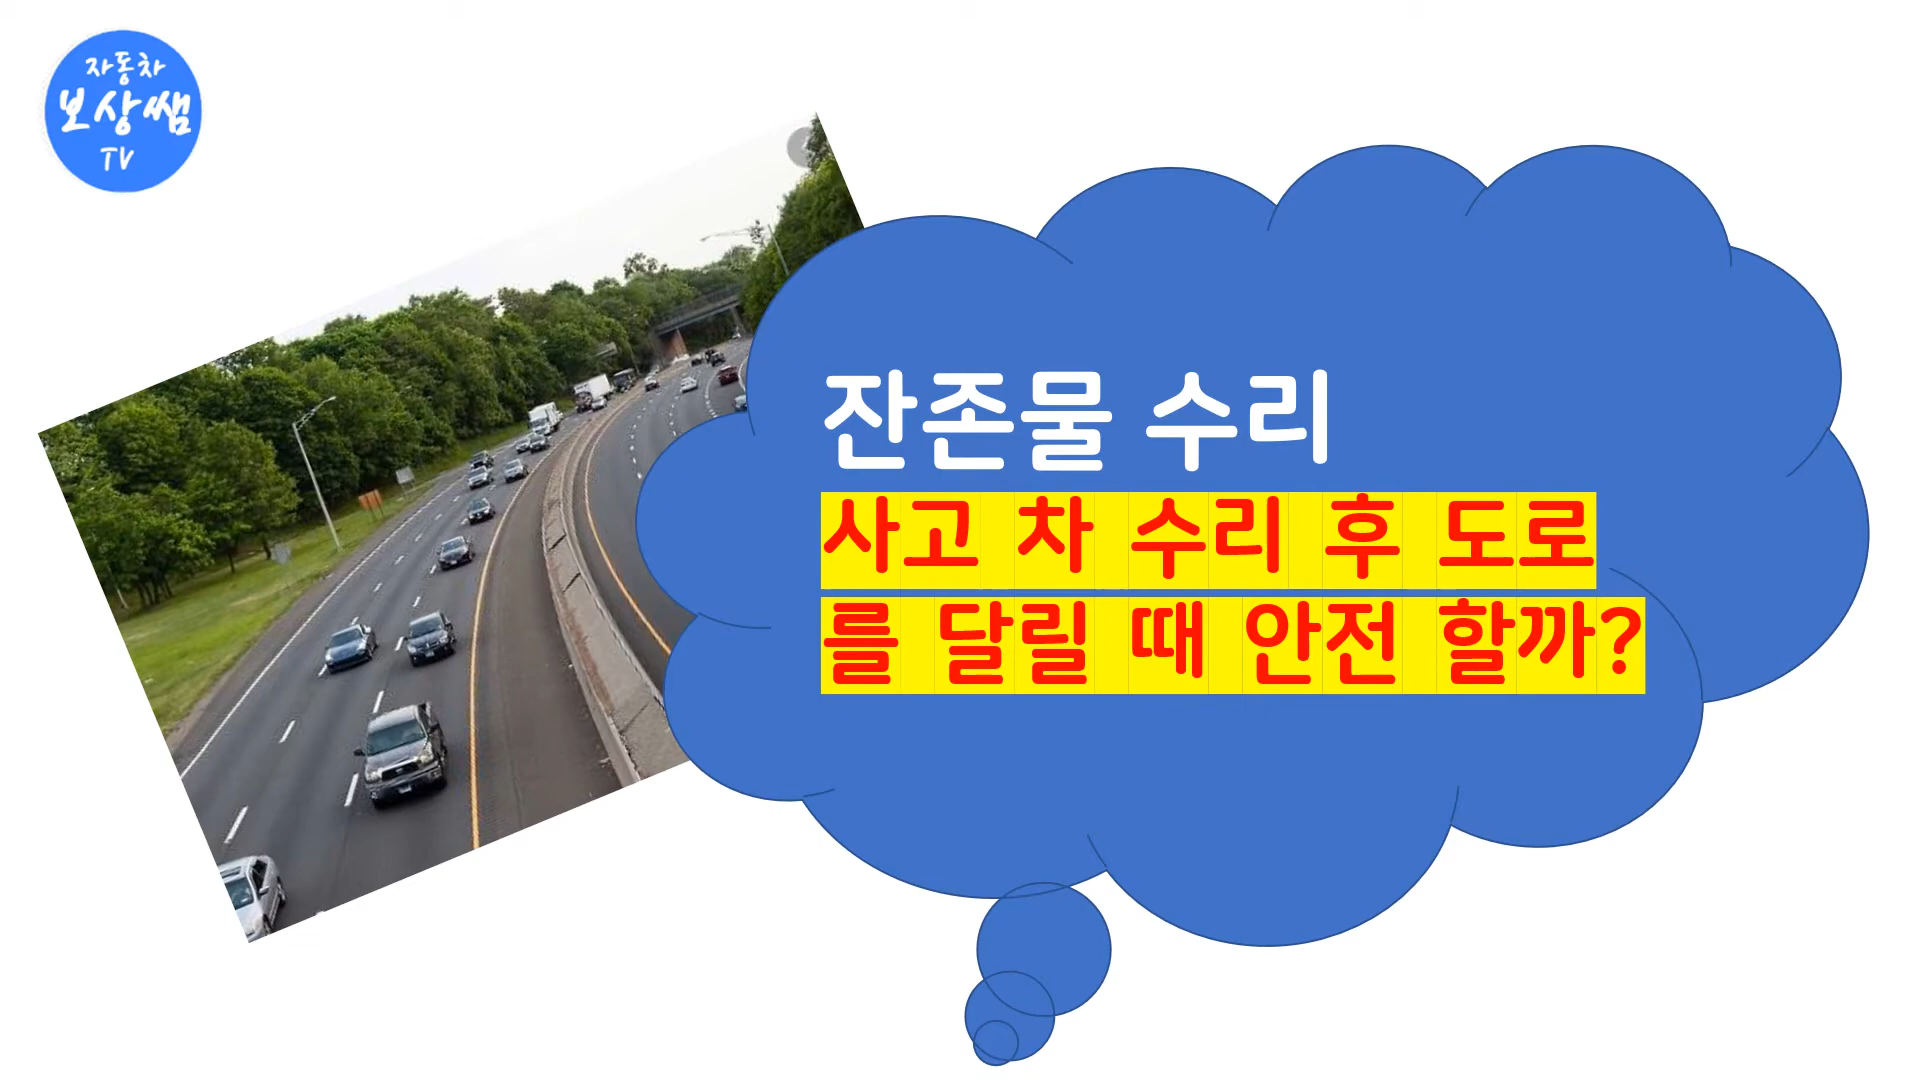 자동차
보상쌤
TV
잔존물 수리
사고 차 수리 후 도로
를 달릴 때 안전 할까?